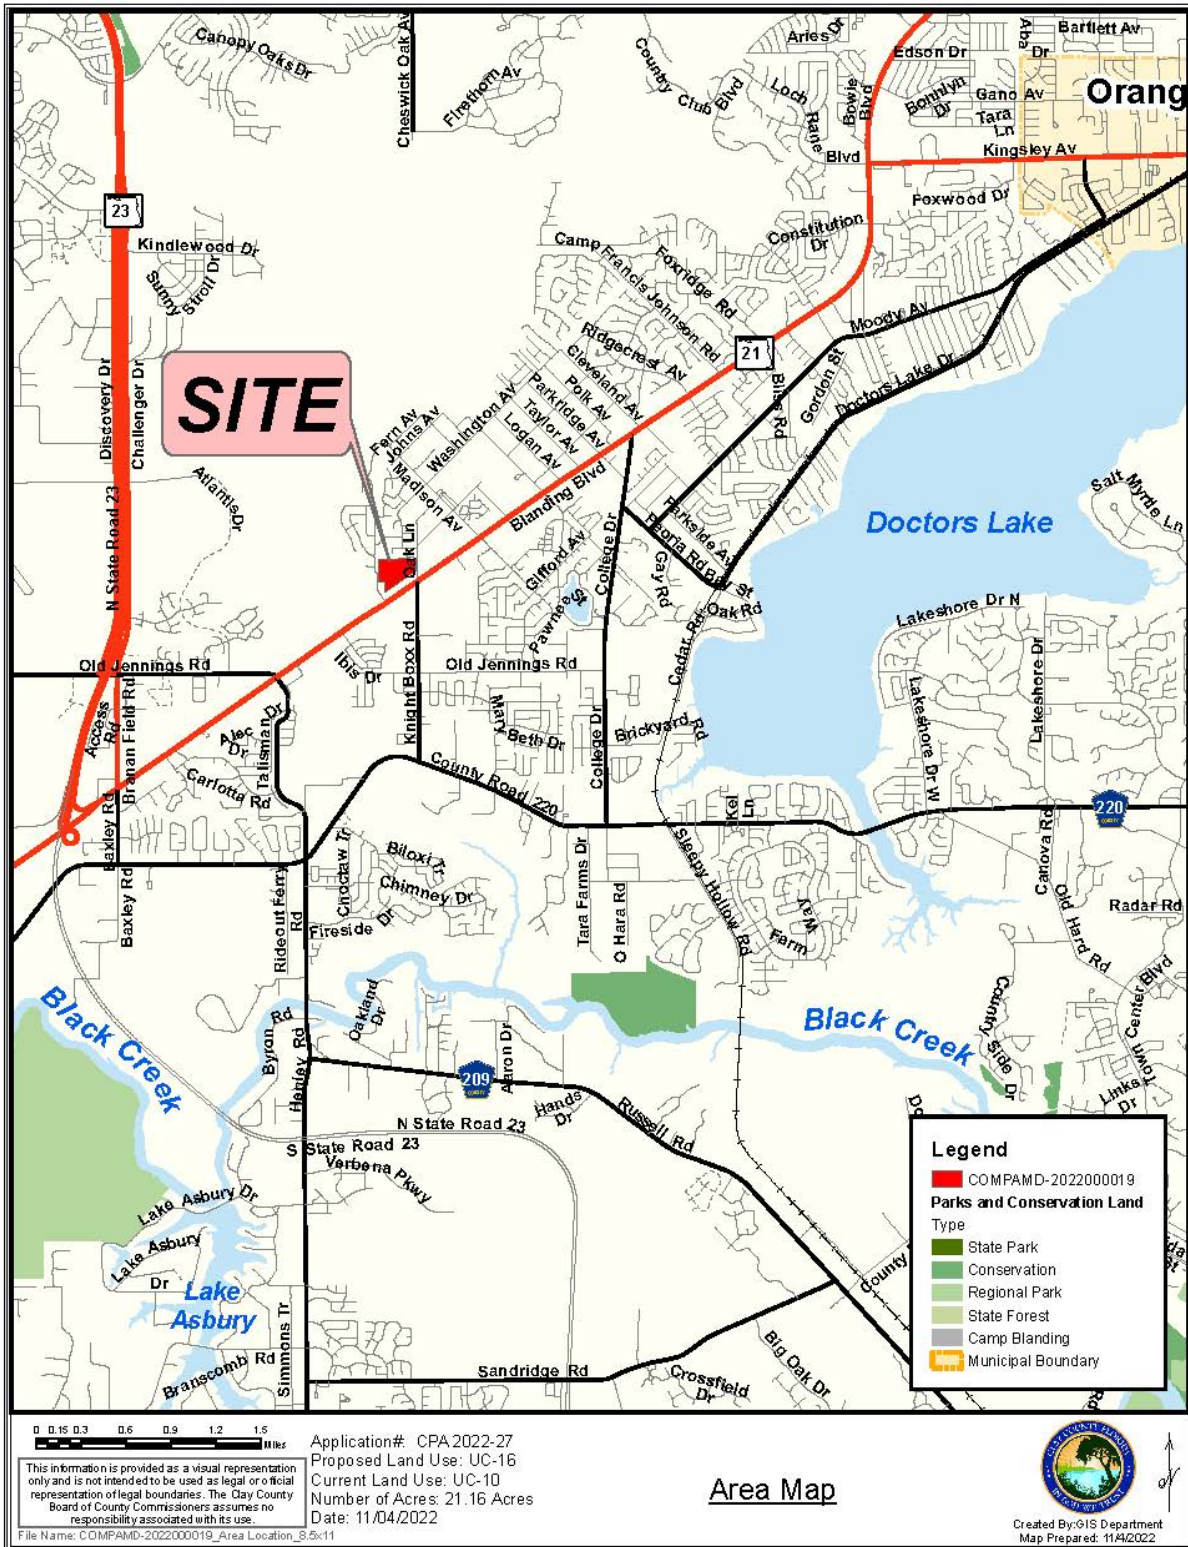 Canopy Oaks Dr
Cheswick Oak Av
Firethorn Av
Country Club Blvd
Loch Rane Blvd
Aries Dr
Bowie Blvd
Edson Dr
Aba Dr
Bartlett Av
Bonhlyn Dr
Gano Av
Tara Ln
Orang
Kingsley Av
23
Foxwood Dr
Kindlewood Dr
Sunny Stroll Dr
Constitution Dr
Camp Francis Johnson Rd
Foxridge Rd
Moody Av
Ridgecrest Av
21
Cleveland Av
Polk Av
Parkridge Av
Taylor Av
Logan Av
Washington Av
Blanding Blvd
Bliss Rd
Gordon St
Doctors Lake Dr
Discovery Dr
Challenger Dr
SITE
Fern Av
Johns Av
Madison Av
Atlantis Dr
N State Road 23
Oak Ln
Gifford Av
College Dr
Parkside Av
Peoria Rd
Bay St
Gay Rd
Oak Rd
Pawnee St
Doctors Lake
Salt Myrtle Ln
Lakeshore Dr N
Old Jennings Rd
Ibis Dr
Knight Boxx Rd
Old Jennings Rd
Cedar Rd
Lakeshore Dr W
Lakeshore Dr
Access Rd
Branan Field Rd
Alec Dr
Talisman Dr
Carlotta Rd
Mary Beth Dr
College Dr
Brickyard Rd
County Road 220
Kel Ln
220
COUNTY
Baxley Rd
Baxley Rd
Rideout Ferry Rd
Choctaw Tr
Biloxi Tr
Chimney Dr
Fireside Dr
Tara Farms Dr
O Hara Rd
Sleepy Hollow Rd
Farm Way
Canova Rd
Old Hard Rd
Radar Rd
Black Creek
Byron Rd
Oakland Dr
Henley Rd
209
COUNTY
Aaron Dr
Hands Dr
Russell Rd
Black Creek
Country Side Dr
Town Center Blvd
Links Dr
N State Road 23
S State Road 23
Verbena Pkwy
Lake Asbury Dr
Lake Asbury Dr
Lake
Asbury
Branscomb Rd
Simmons Tr
Sandridge Rd
Crossfield Dr
Big Oak Dr
County
Rd
Legend
COMPAMD-2022000019
Parks and Conservation Land
Type
State Park
Conservation
Regional Park
State Forest
Camp Blanding
Municipal Boundary
0 0.15 0.3 0.6 0.9 1.2 1.5
Miles
This information is provided as a visual representation
only and is not intended to be used as legal or official
representation of legal boundaries. The Clay County
Board of County Commissioners assumes no
responsibility associated with its use.
File Name: COMPAMD-2022000019_Area Location_8.5x11
Application#: CPA 2022-27
Proposed Land Use: UC-16
Current Land Use: UC-10
Number of Acres: 21.16 Acres
Date: 11/04/2022
Area Map
CLAY COUNTY FLORIDA
IN GOD WE TRUST
N
Created By:GIS Department
Map Prepared: 11/4/2022